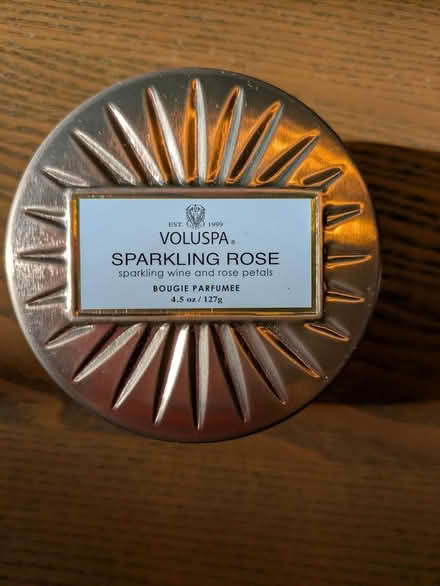 EST. 1999
VOLUSPA®
SPARKLING ROSE
sparkling wine and rose petals
BOUGIE PARFUMEE
4.5 oz / 127g